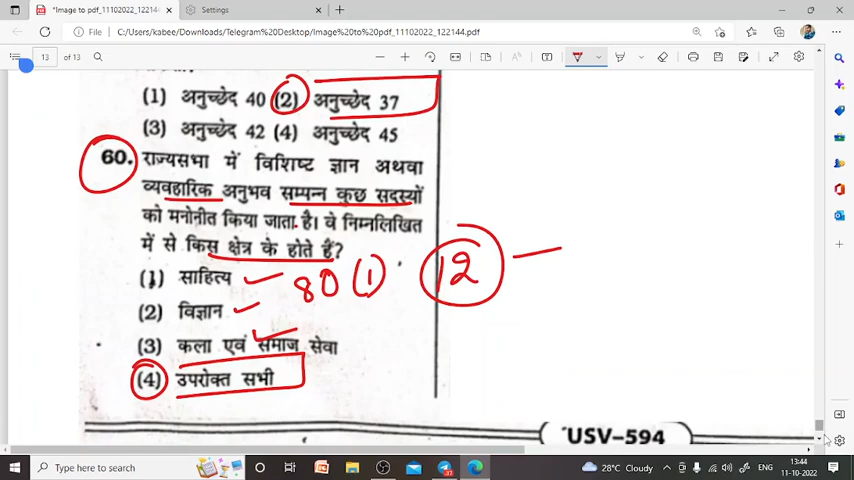 *Image to pdf_11102022_122144. Settings
File C:/Users/kabee/Downloads/Telegram%20Desktop/Image%20to%20pdf_11102022_122144.pdf
13 of 13
(1) अनुच्छेद 40 (2) अनुच्छेद 37
(3) अनुच्छेद 42 (4) अनुच्छेद 45
60. राज्यसभा में विशिष्ट ज्ञान अथवा
व्यवहारिक अनुभव सम्पन्न कुछ सदस्यों
को मनोनीत किया जाता है। वे निम्नलिखित
में से किस क्षेत्र के होते हैं?
(1) साहित्य 80 (1) 12
(2) विज्ञान
(3) कला एवं समाज सेवा
(4) उपरोक्त सभी
USV–594
Type here to search 28°C Cloudy ENG 13:44
11-10-2022